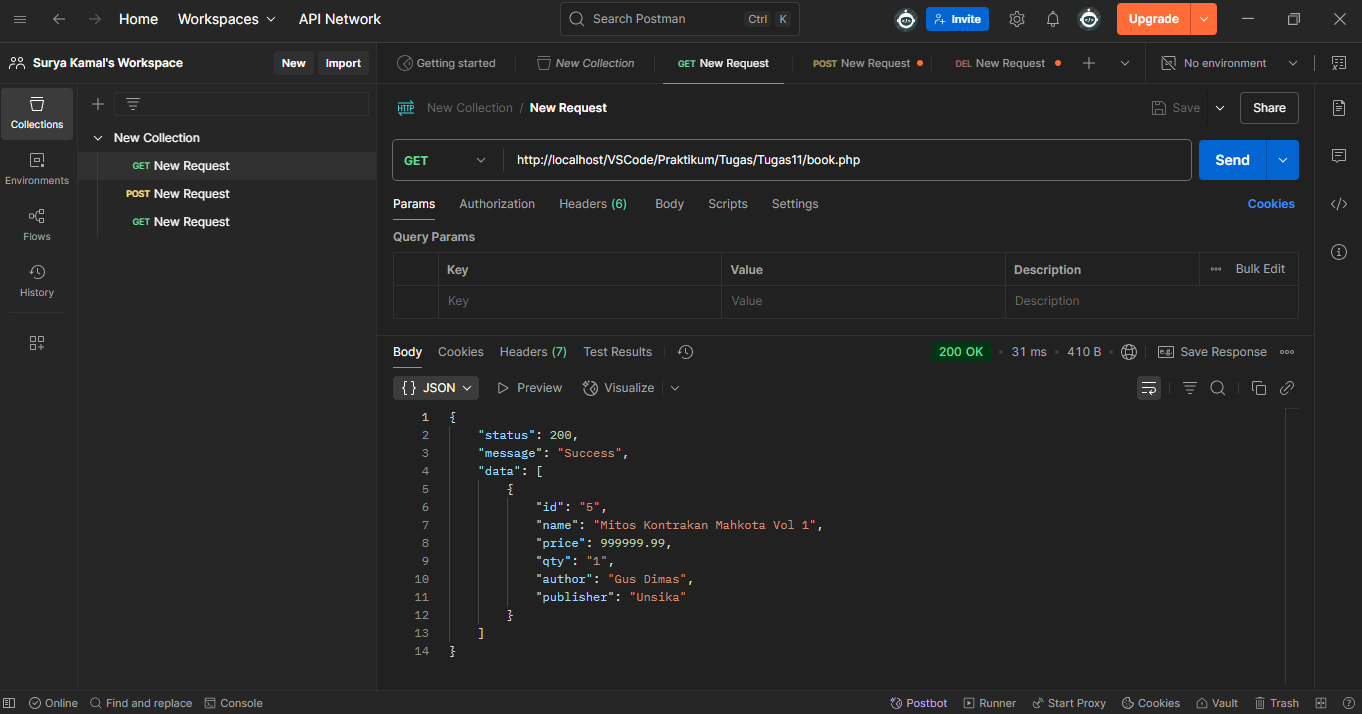 Home Workspaces API Network Search Postman Ctrl K Invite Upgrade
Surya Kamal's Workspace New Import Getting started New Collection GET New Request POST New Request DEL New Request No environment
Collections
Environments
Flows
History
New Collection
GET New Request
POST New Request
GET New Request
HTTP New Collection / New Request Save Share
GET http://localhost/VSCode/Praktikum/Tugas/Tugas11/book.php Send
Params Authorization Headers (6) Body Scripts Settings Cookies
Query Params
Key Value Description Bulk Edit
Key Value Description
Body Cookies Headers (7) Test Results 200 OK 31 ms 410 B e.g. Save Response
{} JSON Preview Visualize
1 {
2 "status": 200,
3 "message": "Success",
4 "data": [
5 {
6 "id": "5",
7 "name": "Mitos Kontrakan Mahkota Vol 1",
8 "price": 999999.99,
9 "qty": "1",
10 "author": "Gus Dimas",
11 "publisher": "Unsika"
12 }
13 ]
14 }
Online Find and replace Console Postbot Runner Start Proxy Cookies Vault Trash